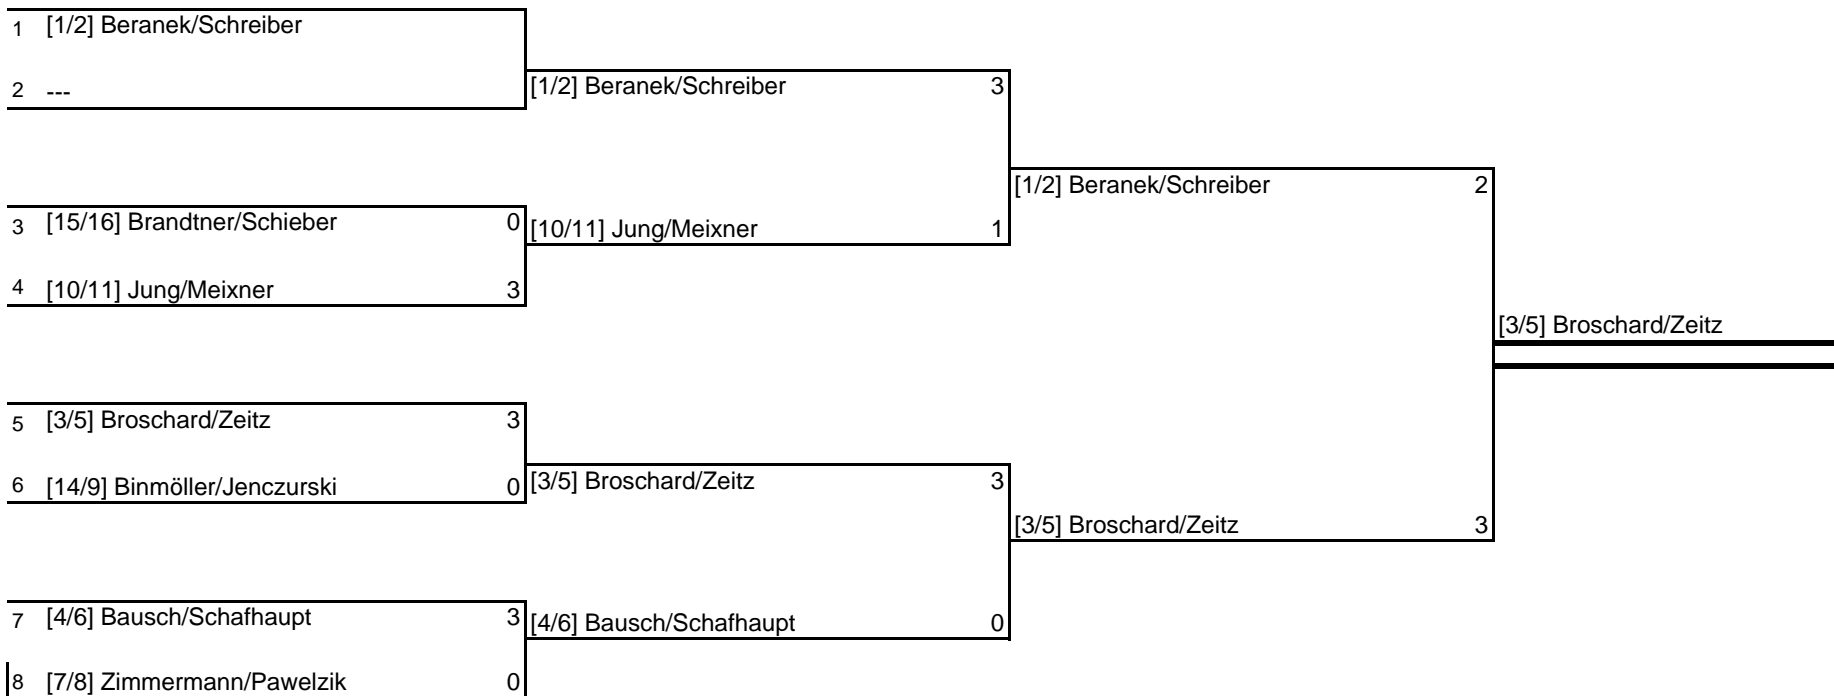 1 [1/2] Beranek/Schreiber
2 ---
[1/2] Beranek/Schreiber 3
[1/2] Beranek/Schreiber 2
3 [15/16] Brandtner/Schieber 0
[10/11] Jung/Meixner 1
4 [10/11] Jung/Meixner 3
[3/5] Broschard/Zeitz
5 [3/5] Broschard/Zeitz 3
6 [14/9] Binmöller/Jenczurski 0
[3/5] Broschard/Zeitz 3
[3/5] Broschard/Zeitz 3
7 [4/6] Bausch/Schafhaupt 3
[4/6] Bausch/Schafhaupt 0
8 [7/8] Zimmermann/Pawelzik 0